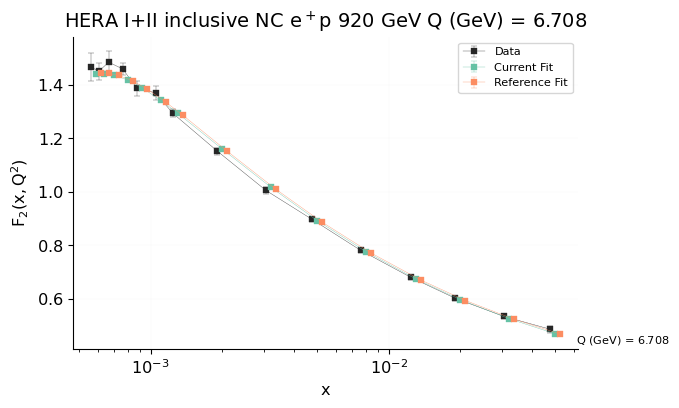 HERA I+II inclusive NC e⁺p 920 GeV Q (GeV) = 6.708
Data
Current Fit
Reference Fit
F₂(x, Q²)
1.4
1.2
1.0
0.8
0.6
Q (GeV) = 6.708
10⁻³
10⁻²
x